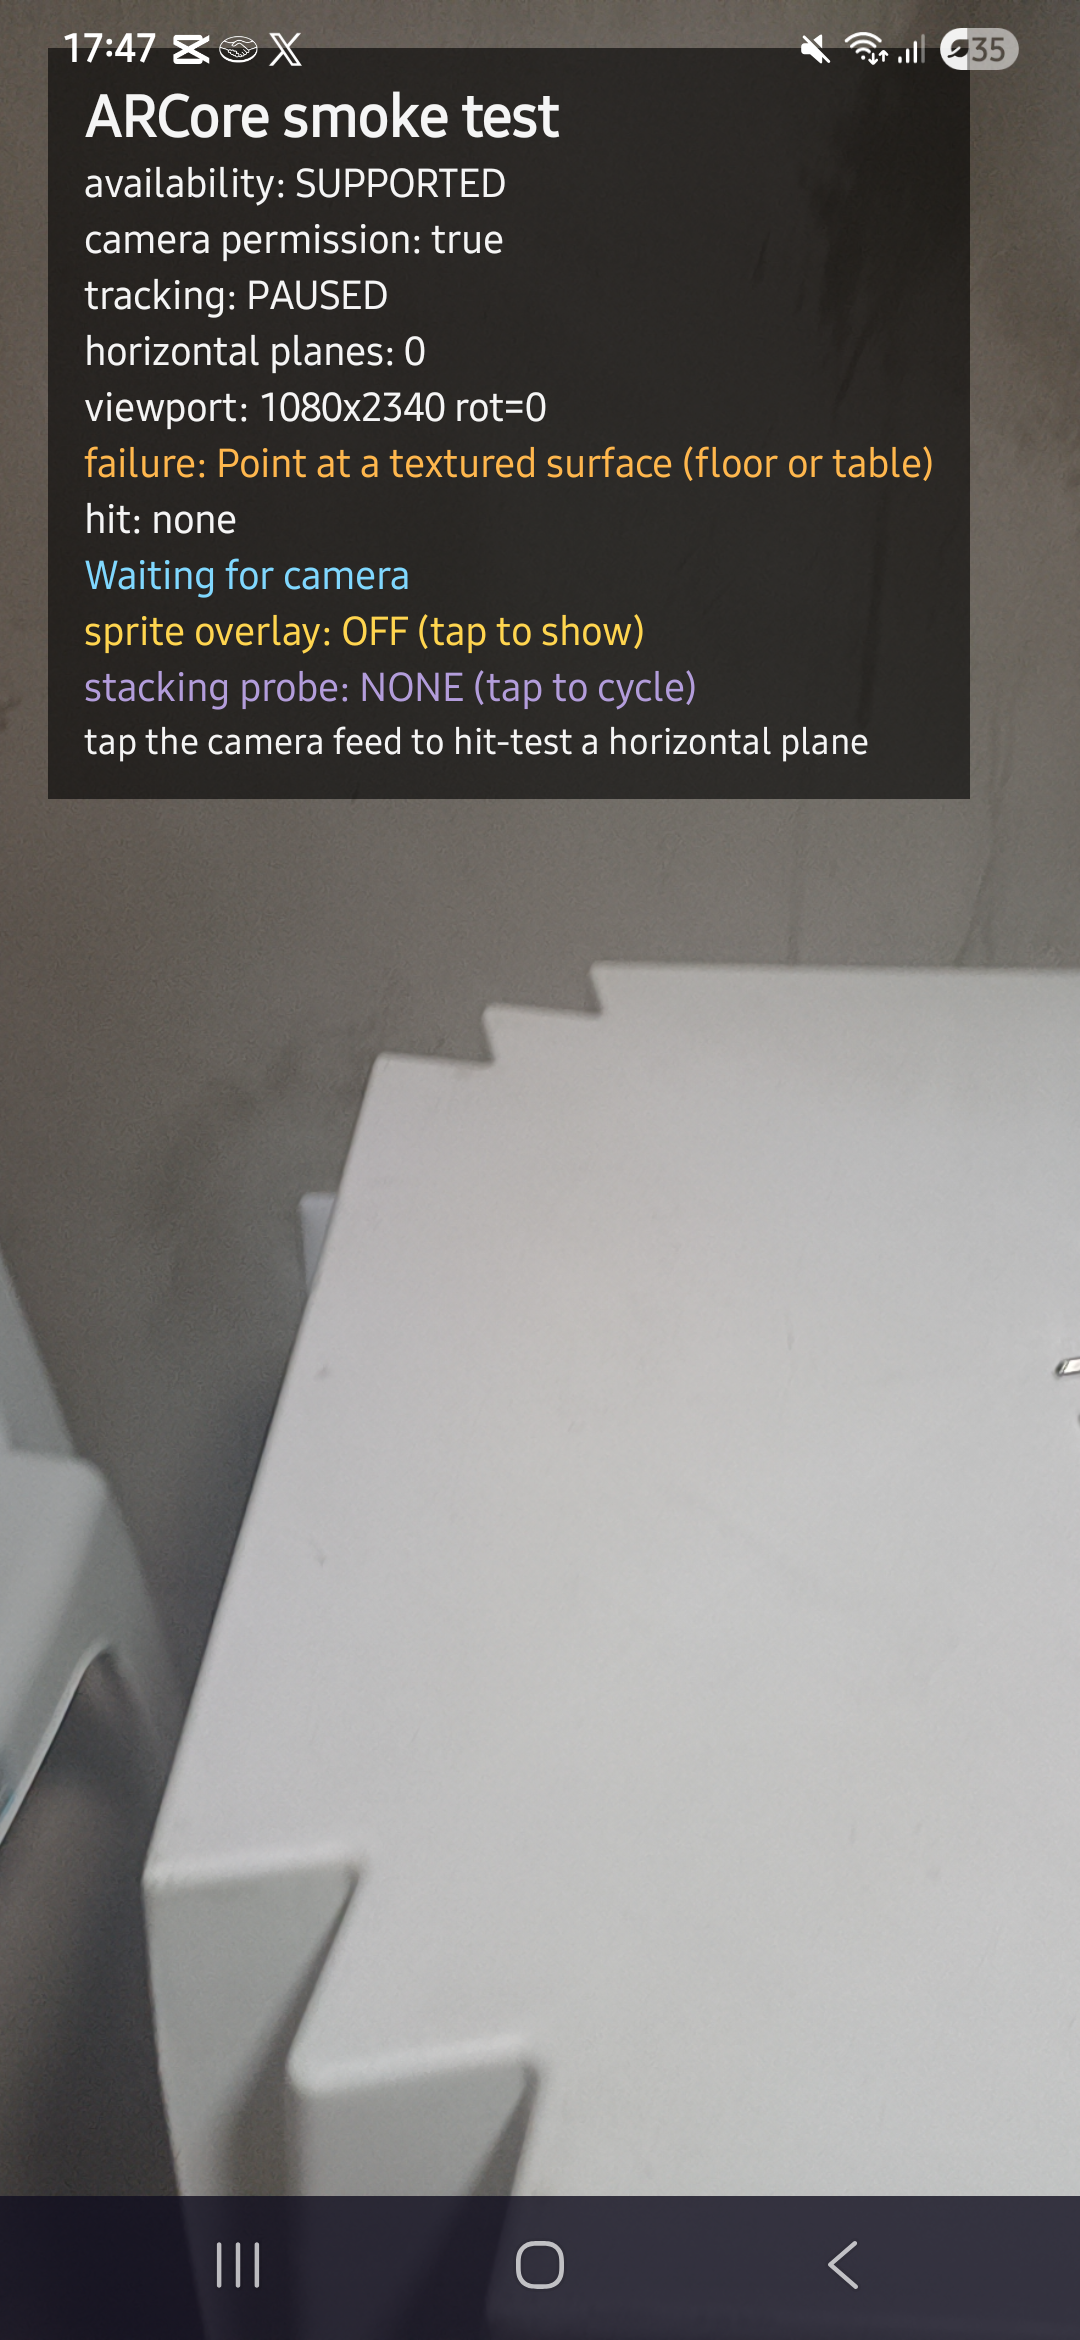 17:47 35
ARCore smoke test
availability: SUPPORTED
camera permission: true
tracking: PAUSED
horizontal planes: 0
viewport: 1080x2340 rot=0
failure: Point at a textured surface (floor or table)
hit: none
Waiting for camera
sprite overlay: OFF (tap to show)
stacking probe: NONE (tap to cycle)
tap the camera feed to hit-test a horizontal plane